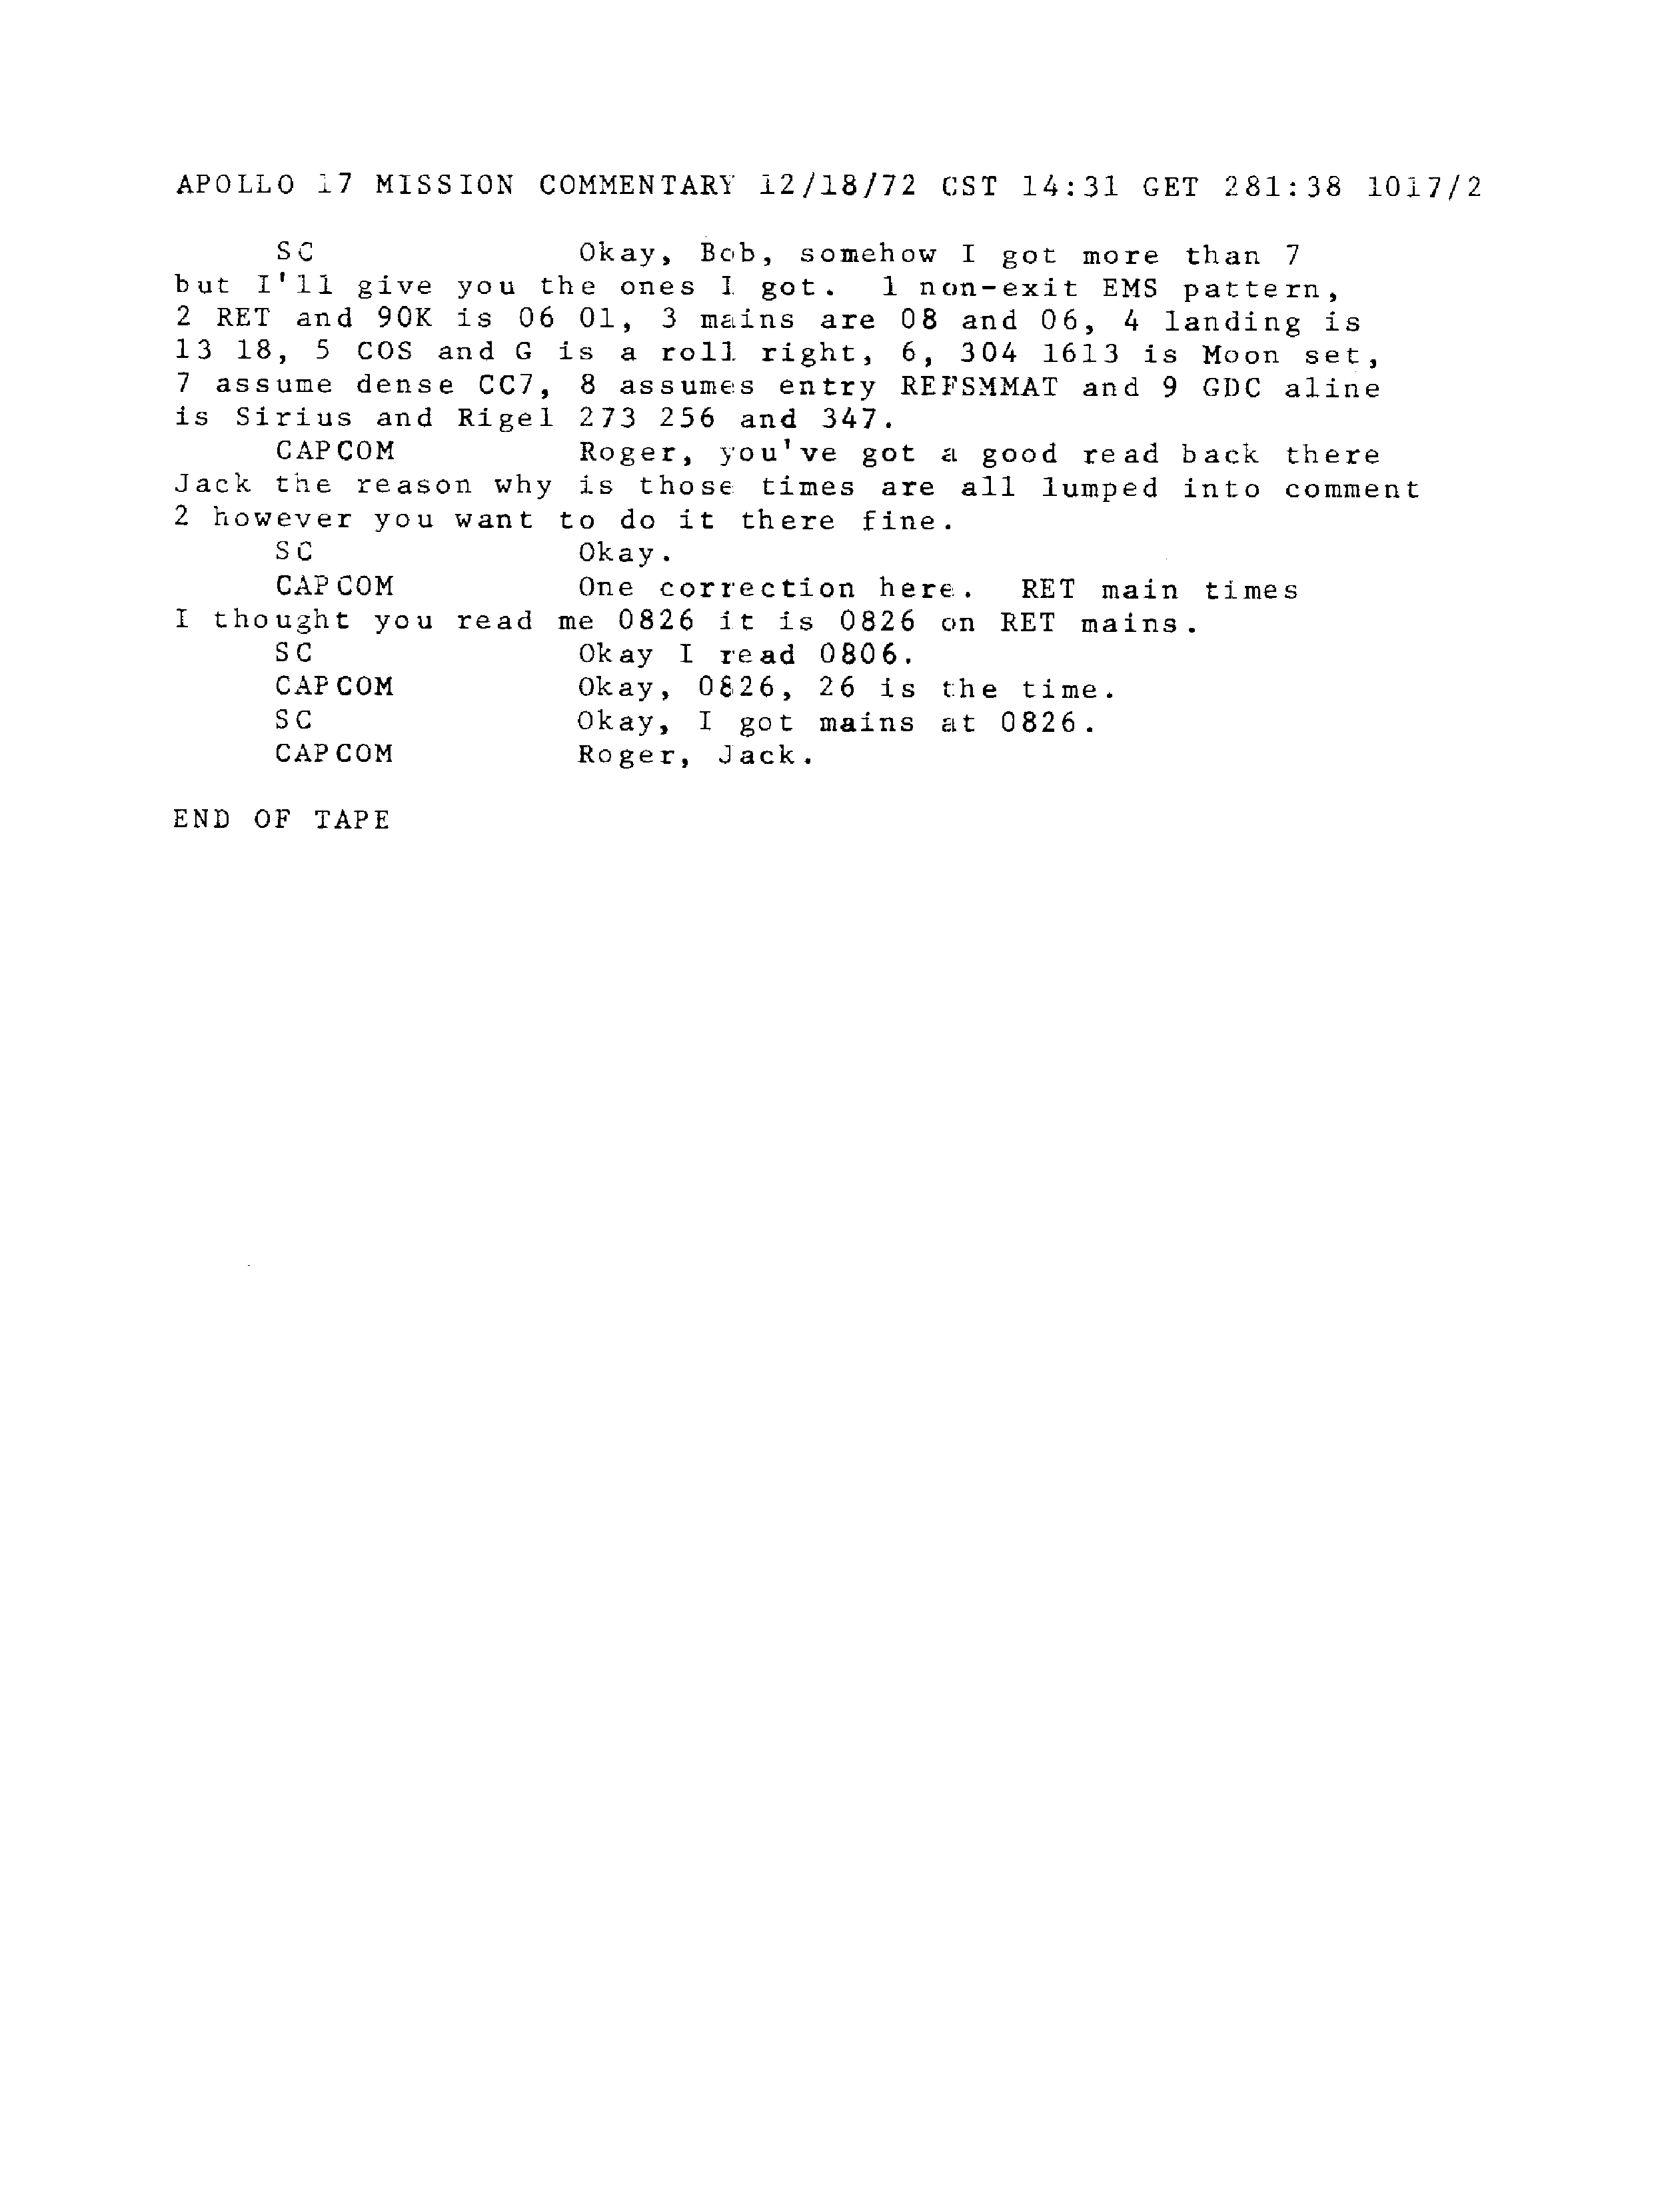 APOLLO 17 MISSION COMMENTARY 12/18/72 CST 14:31 GET 281:38 1017/2
SC Okay, Bob, somehow I got more than 7
but I'll give you the ones I got. 1 non-exit EMS pattern,
2 RET and 90K is 06 01, 3 mains are 08 and 06, 4 landing is
13 18, 5 COS and G is a roll right, 6, 304 1613 is Moon set,
7 assume dense CC7, 8 assumes entry REFSMMAT and 9 GDC aline
is Sirius and Rigel 273 256 and 347.
CAPCOM Roger, you've got a good read back there
Jack the reason why is those times are all lumped into comment
2 however you want to do it there fine.
SC Okay.
CAPCOM One correction here. RET main times
I thought you read me 0826 it is 0826 on RET mains.
SC Okay I read 0806.
CAPCOM Okay, 0826, 26 is the time.
SC Okay, I got mains at 0826.
CAPCOM Roger, Jack.
END OF TAPE